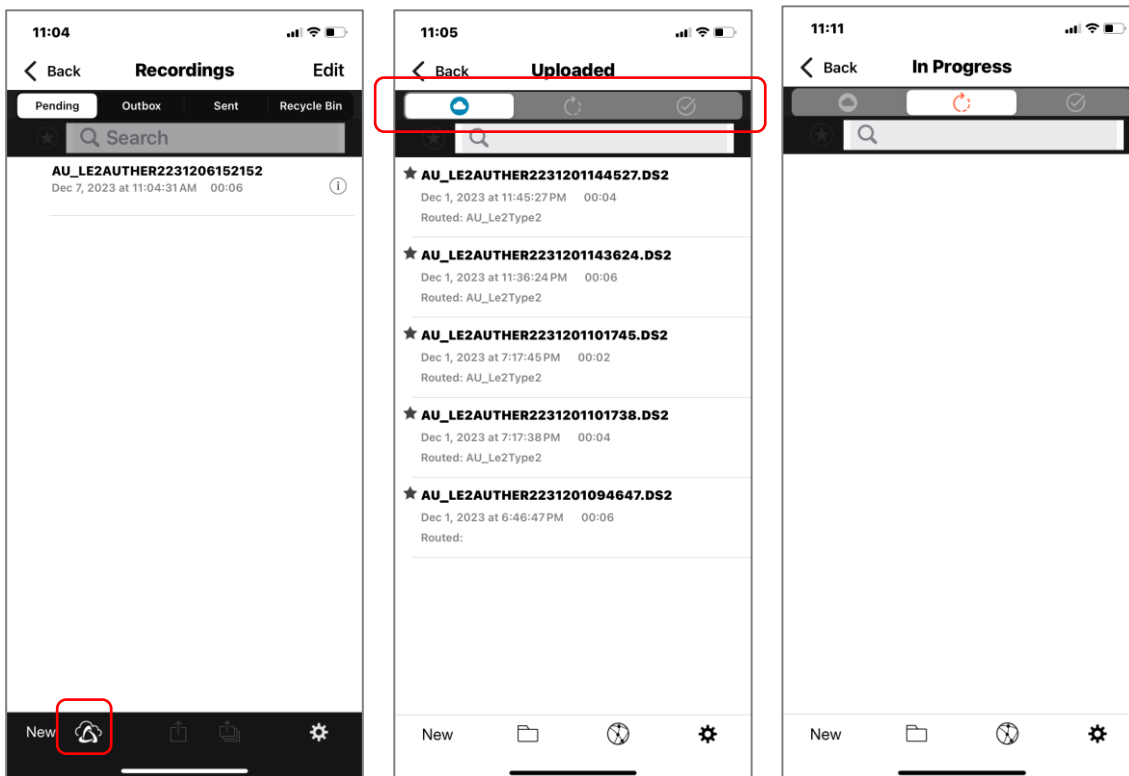 11:04
Back Recordings Edit
Pending Outbox Sent Recycle Bin
Search
AU_LE2AUTHER2231206152152
Dec 7, 2023 at 11:04:31 AM 00:06
New
11:05
Back Uploaded
AU_LE2AUTHER2231201144527.DS2
Dec 1, 2023 at 11:45:27 PM 00:04
Routed: AU_Le2Type2
AU_LE2AUTHER2231201143624.DS2
Dec 1, 2023 at 11:36:24 PM 00:06
Routed: AU_Le2Type2
AU_LE2AUTHER2231201101745.DS2
Dec 1, 2023 at 7:17:45 PM 00:02
Routed: AU_Le2Type2
AU_LE2AUTHER2231201101738.DS2
Dec 1, 2023 at 7:17:38 PM 00:04
Routed: AU_Le2Type2
AU_LE2AUTHER2231201094647.DS2
Dec 1, 2023 at 6:46:47 PM 00:06
Routed:
New
11:11
Back In Progress
New